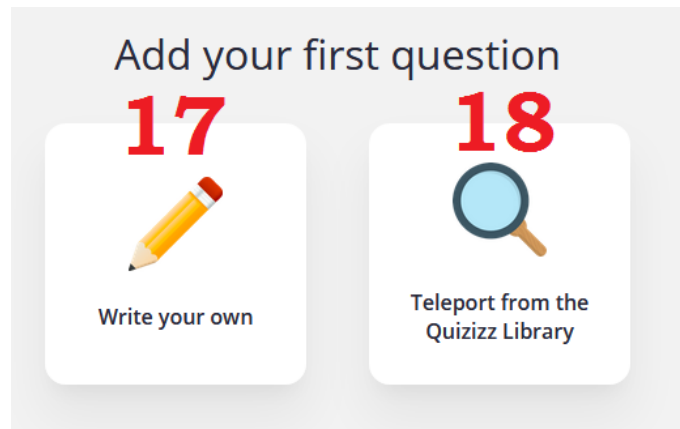 Add your first question
17
18
Write your own
Teleport from the
Quizizz Library